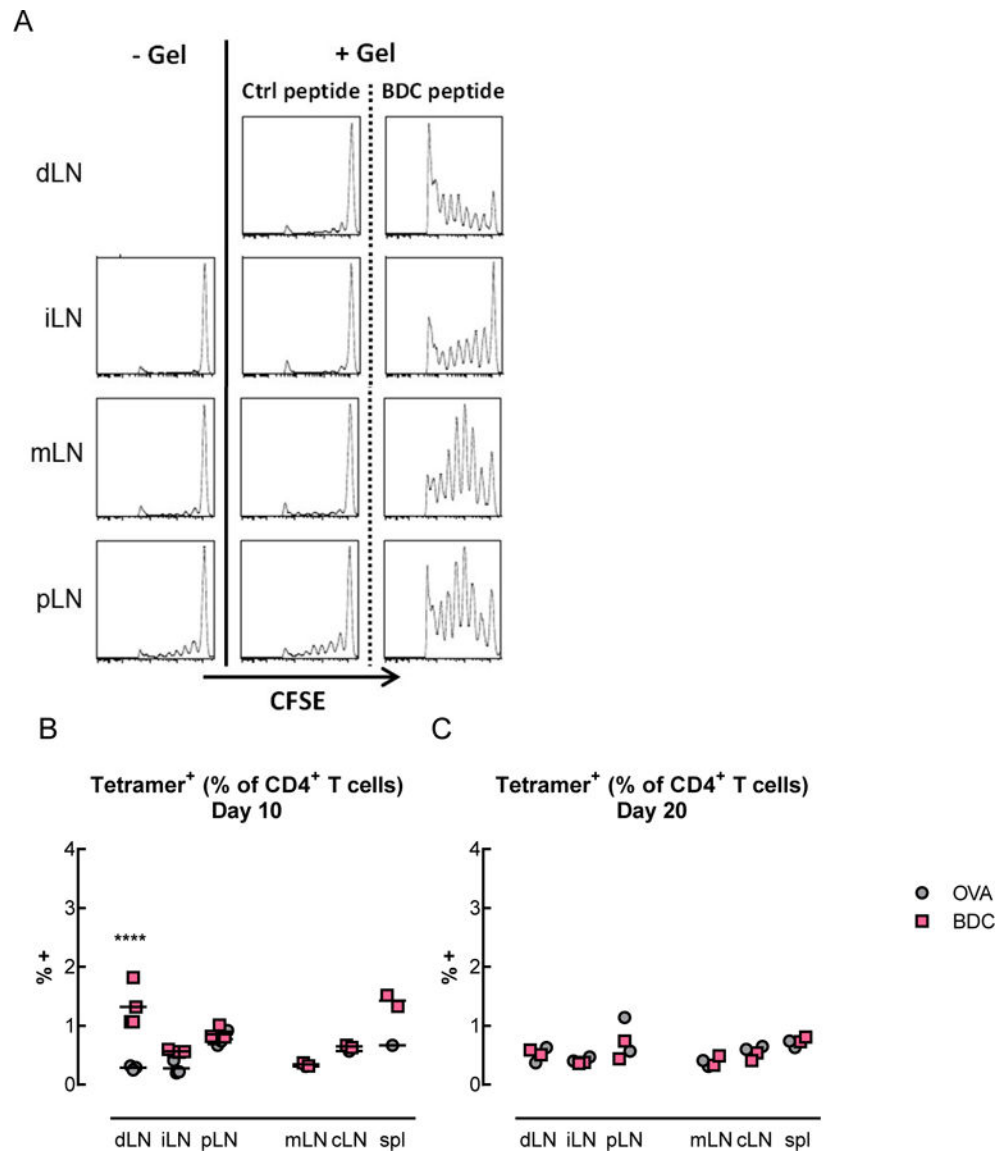 A
- Gel
+ Gel
Ctrl peptide
BDC peptide
dLN
iLN
mLN
pLN
CFSE
B
Tetramer+ (% of CD4+ T cells)
Day 10
% +
4
3
2
1
0
****
dLN iLN pLN mLN cLN spl
C
Tetramer+ (% of CD4+ T cells)
Day 20
% +
4
3
2
1
0
dLN iLN pLN mLN cLN spl
OVA
BDC